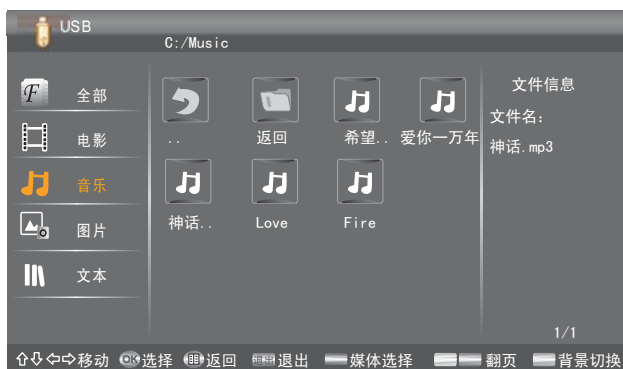 USB
C:/Music
F 全部
电影
音乐
图片
文本
.. 返回 希望.. 爱你一万年
神话.. Love Fire
文件信息
文件名:
神话.mp3
1/1
移动 OK 选择 返回 退出 媒体选择 翻页 背景切换